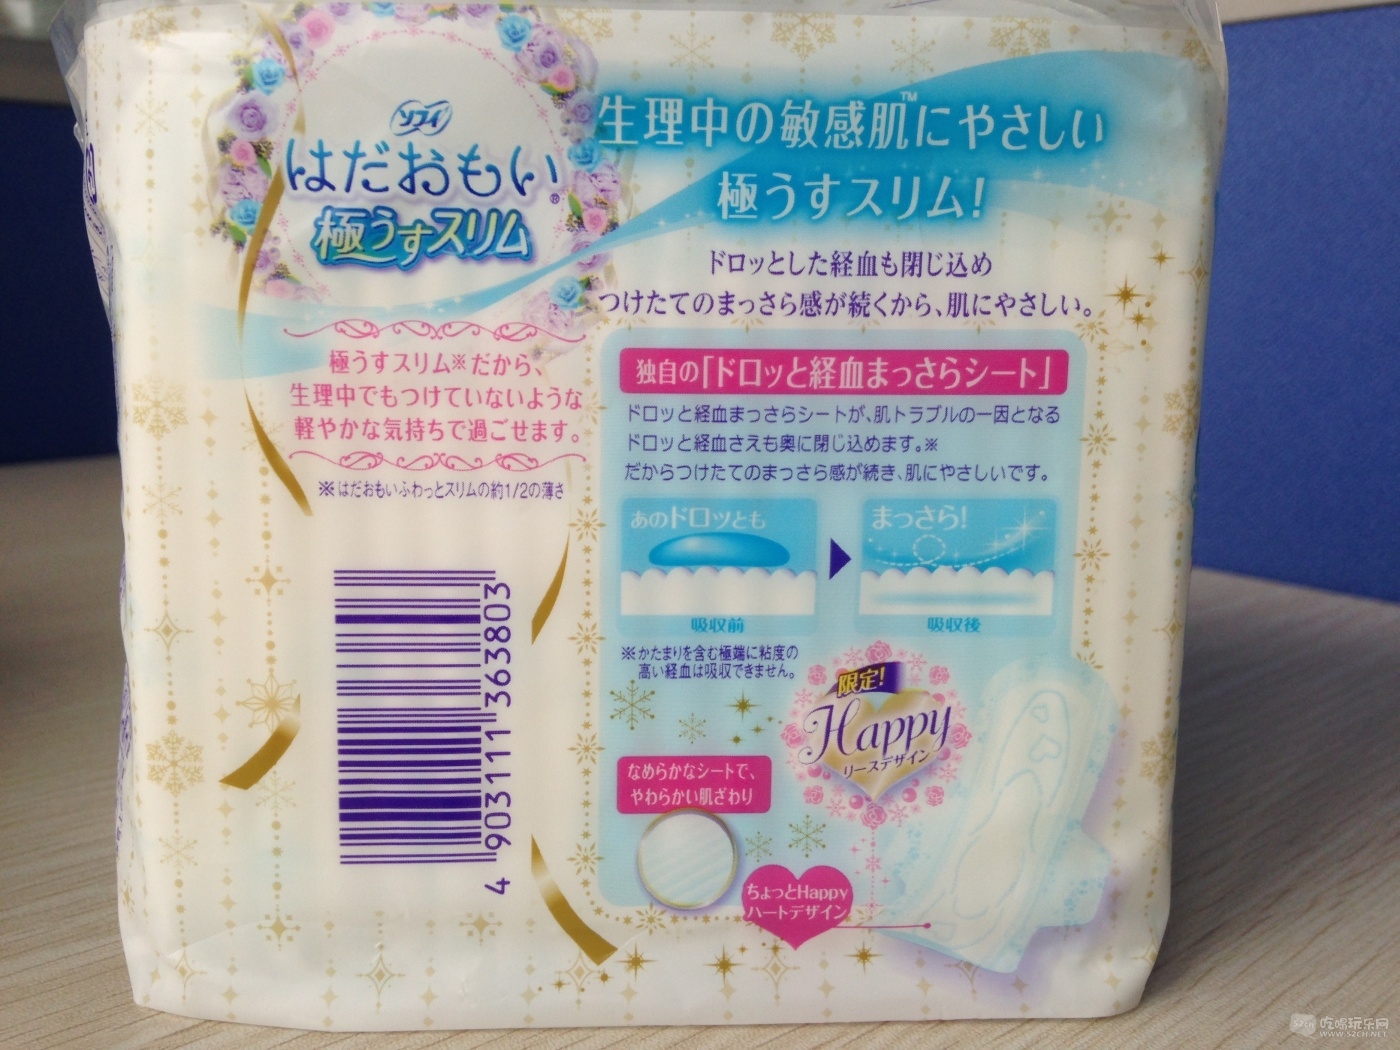 ソフィ
はだおもい®
極うすスリム
生理中の敏感肌™にやさしい
極うすスリム!
ドロッとした経血も閉じ込め
つけたてのまっさら感が続くから、肌にやさしい。
極うすスリム※だから、
生理中でもつけていないような
軽やかな気持ちで過ごせます。
※はだおもいふわっとスリムの約1/2の薄さ
4903111363803
独自の「ドロッと経血まっさらシート」
ドロッと経血まっさらシートが、肌トラブルの一因となる
ドロッと経血さえも奥に閉じ込めます。※
だからつけたてのまっさら感が続き、肌にやさしいです。
あのドロッとも
まっさら!
吸収前
吸収後
※かたまりを含む極端に粘度の
高い経血は吸収できません。
限定!
Happy
リースデザイン
なめらかなシートで、
やわらかい肌ざわり
ちょっとHappy
ハートデザイン
吃喝玩乐网
WWW.52CH.NET